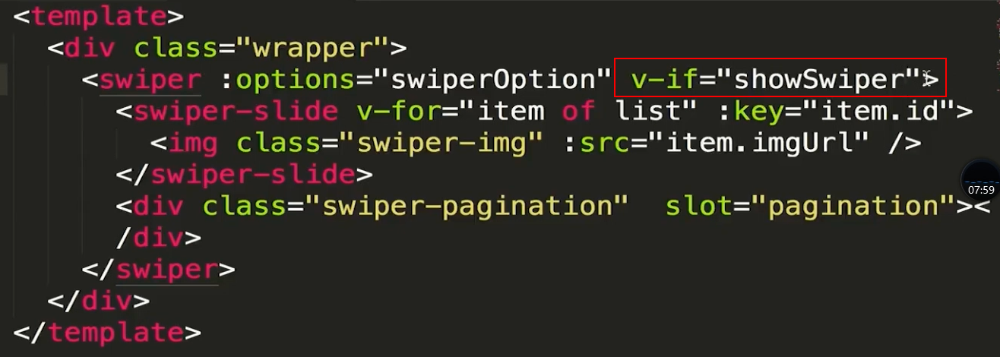 <template>
<div class="wrapper">
<swiper :options="swiperOption" v-if="showSwiper">
<swiper-slide v-for="item of list" :key="item.id">
<img class="swiper-img" :src="item.imgUrl" />
</swiper-slide>
<div class="swiper-pagination"  slot="pagination"><
/div>
</swiper>
</div>
</template>
07:59